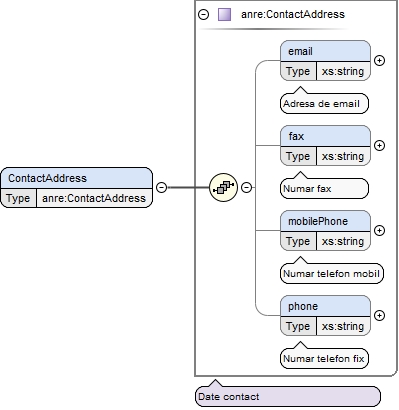 anre:ContactAddress
email
Type xs:string
Adresa de email
fax
Type xs:string
Numar fax
ContactAddress
Type anre:ContactAddress
mobilePhone
Type xs:string
Numar telefon mobil
phone
Type xs:string
Numar telefon fix
Date contact